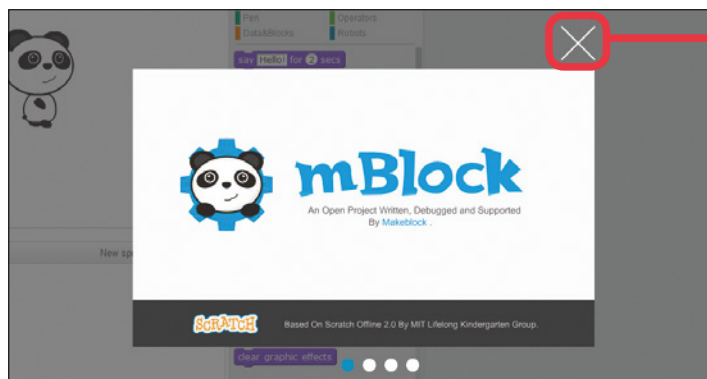 Pen
Operators
Data&Blocks
Robots
say Hello! for 2 secs
mBlock
An Open Project Written, Debugged and Supported
By Makeblock .
New sp
SCRATCH
Based On Scratch Offline 2.0 By MIT Lifelong Kindergarten Group.
clear graphic effects